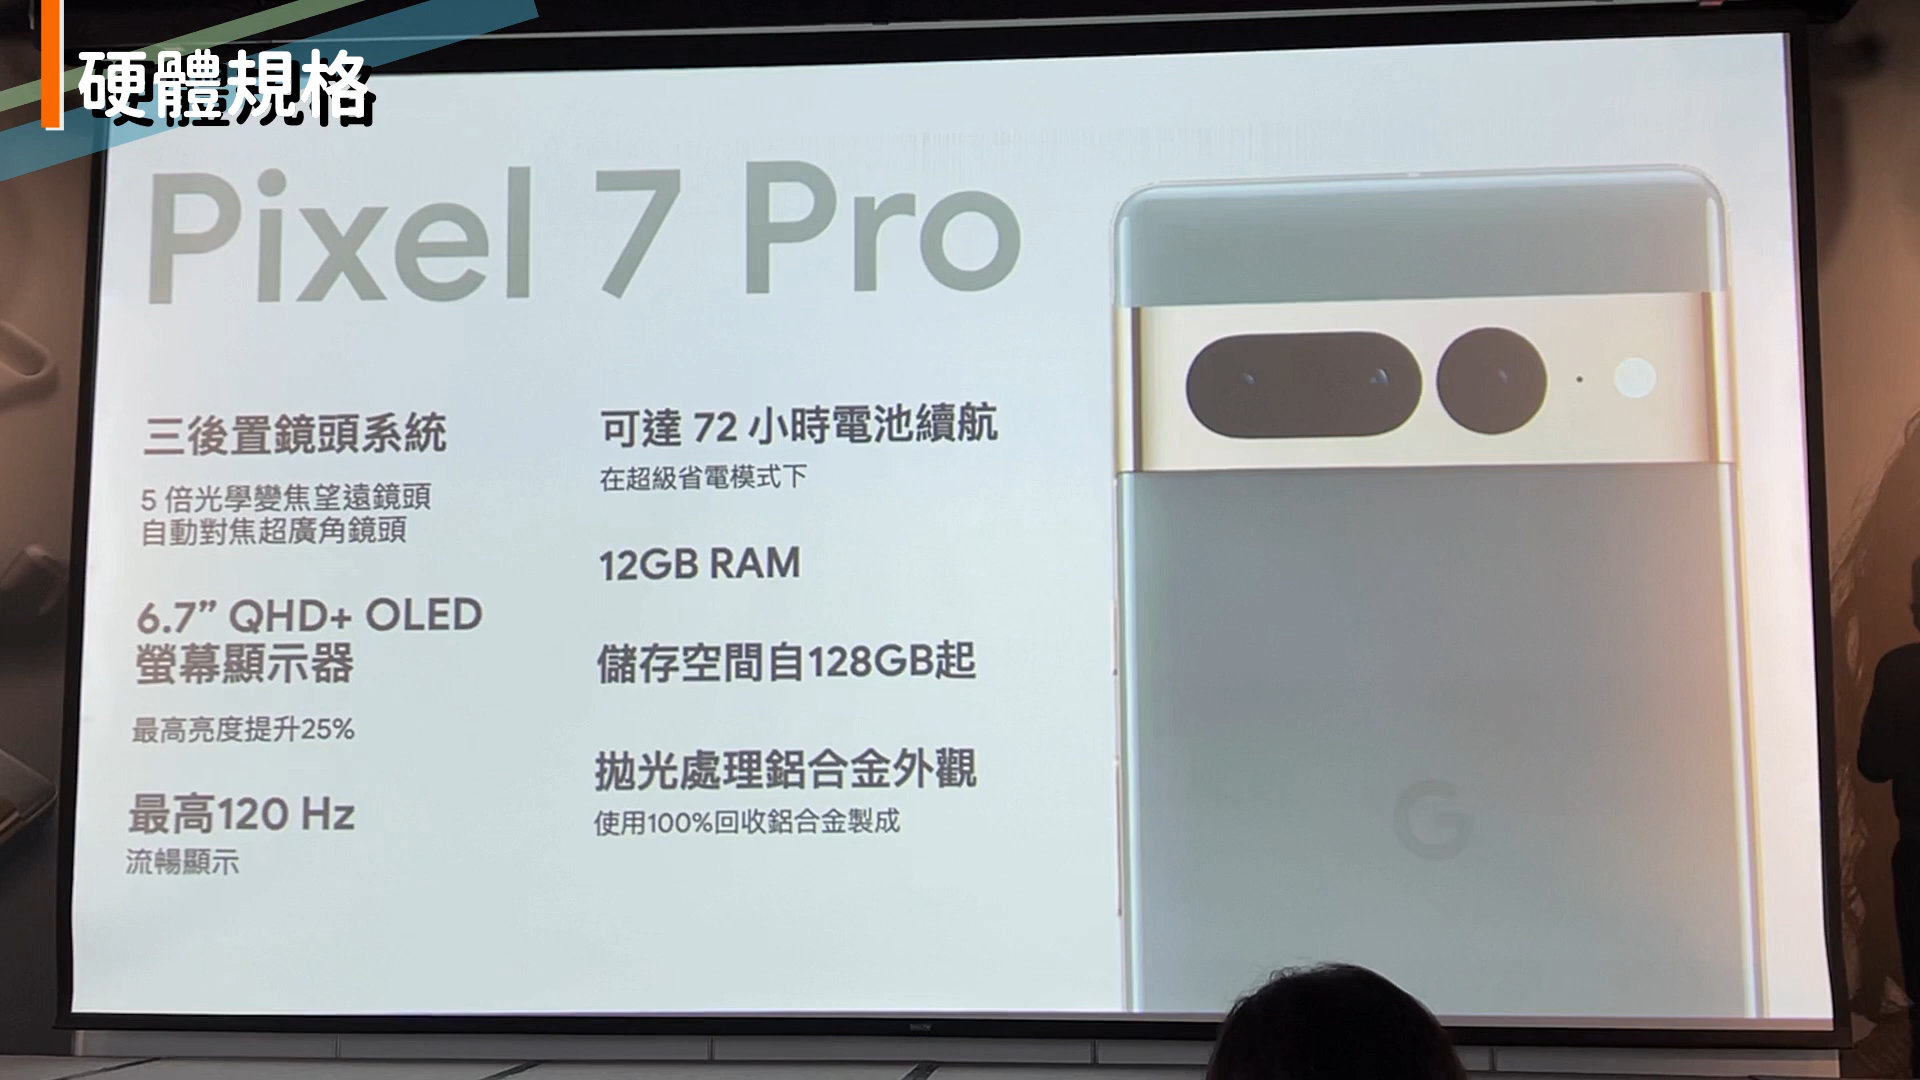 硬體規格
Pixel 7 Pro
三後置鏡頭系統
5 倍光學變焦望遠鏡頭
自動對焦超廣角鏡頭
6.7” QHD+ OLED
螢幕顯示器
最高亮度提升25%
最高120 Hz
流暢顯示
可達 72 小時電池續航
在超級省電模式下
12GB RAM
儲存空間自128GB起
拋光處理鋁合金外觀
使用100%回收鋁合金製成
G